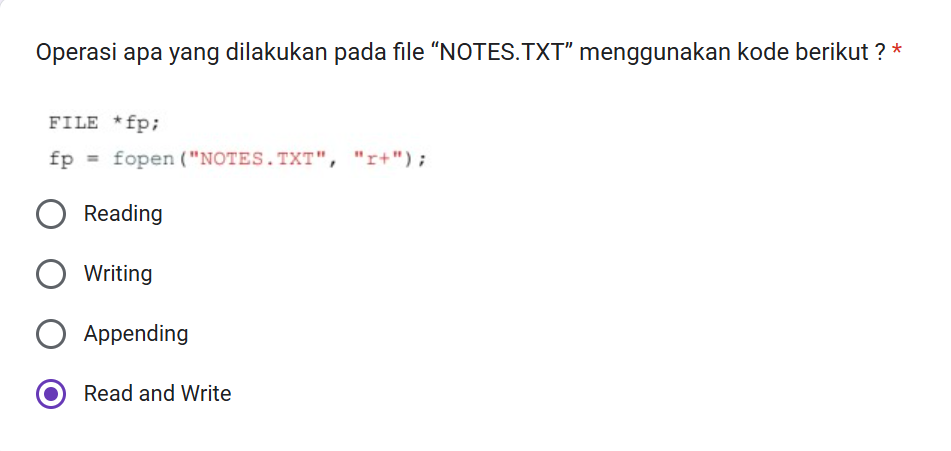 Operasi apa yang dilakukan pada file “NOTES.TXT” menggunakan kode berikut ? *
FILE *fp;
fp = fopen("NOTES.TXT", "r+");
Reading
Writing
Appending
Read and Write